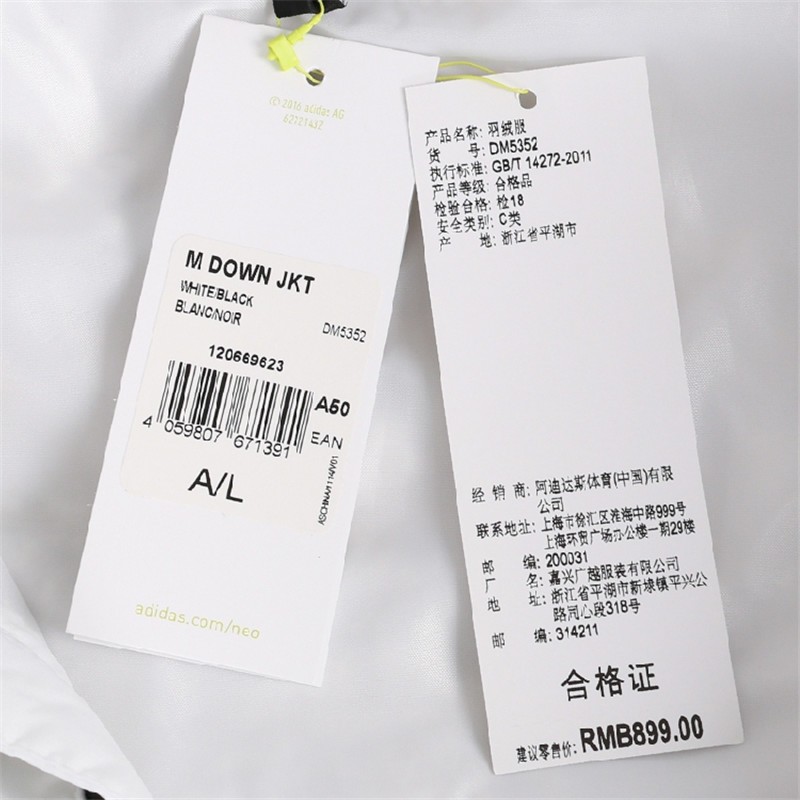 © 2016 adidas AG
62121432
M DOWN JKT
WHITE/BLACK
BLANC/NOIR
DM5352
120669623
A50
4 059807 671391
EAN
A/L
adidas.com/neo
产品名称: 羽绒服
货 号: DM5352
执行标准: GB/T 14272-2011
产品等级: 合格品
检验合格: 检18
安全类别: C类
产 地: 浙江省平湖市
经 销 商: 阿迪达斯体育(中国)有限
公司
联系地址: 上海市徐汇区淮海中路999号
上海环贸广场办公楼一期29楼
邮 编: 200031
厂 名: 嘉兴广越服装有限公司
地 址: 浙江省平湖市新埭镇平兴公
路同心段318号
邮 编: 314211
合格证
建议零售价: RMB899.00